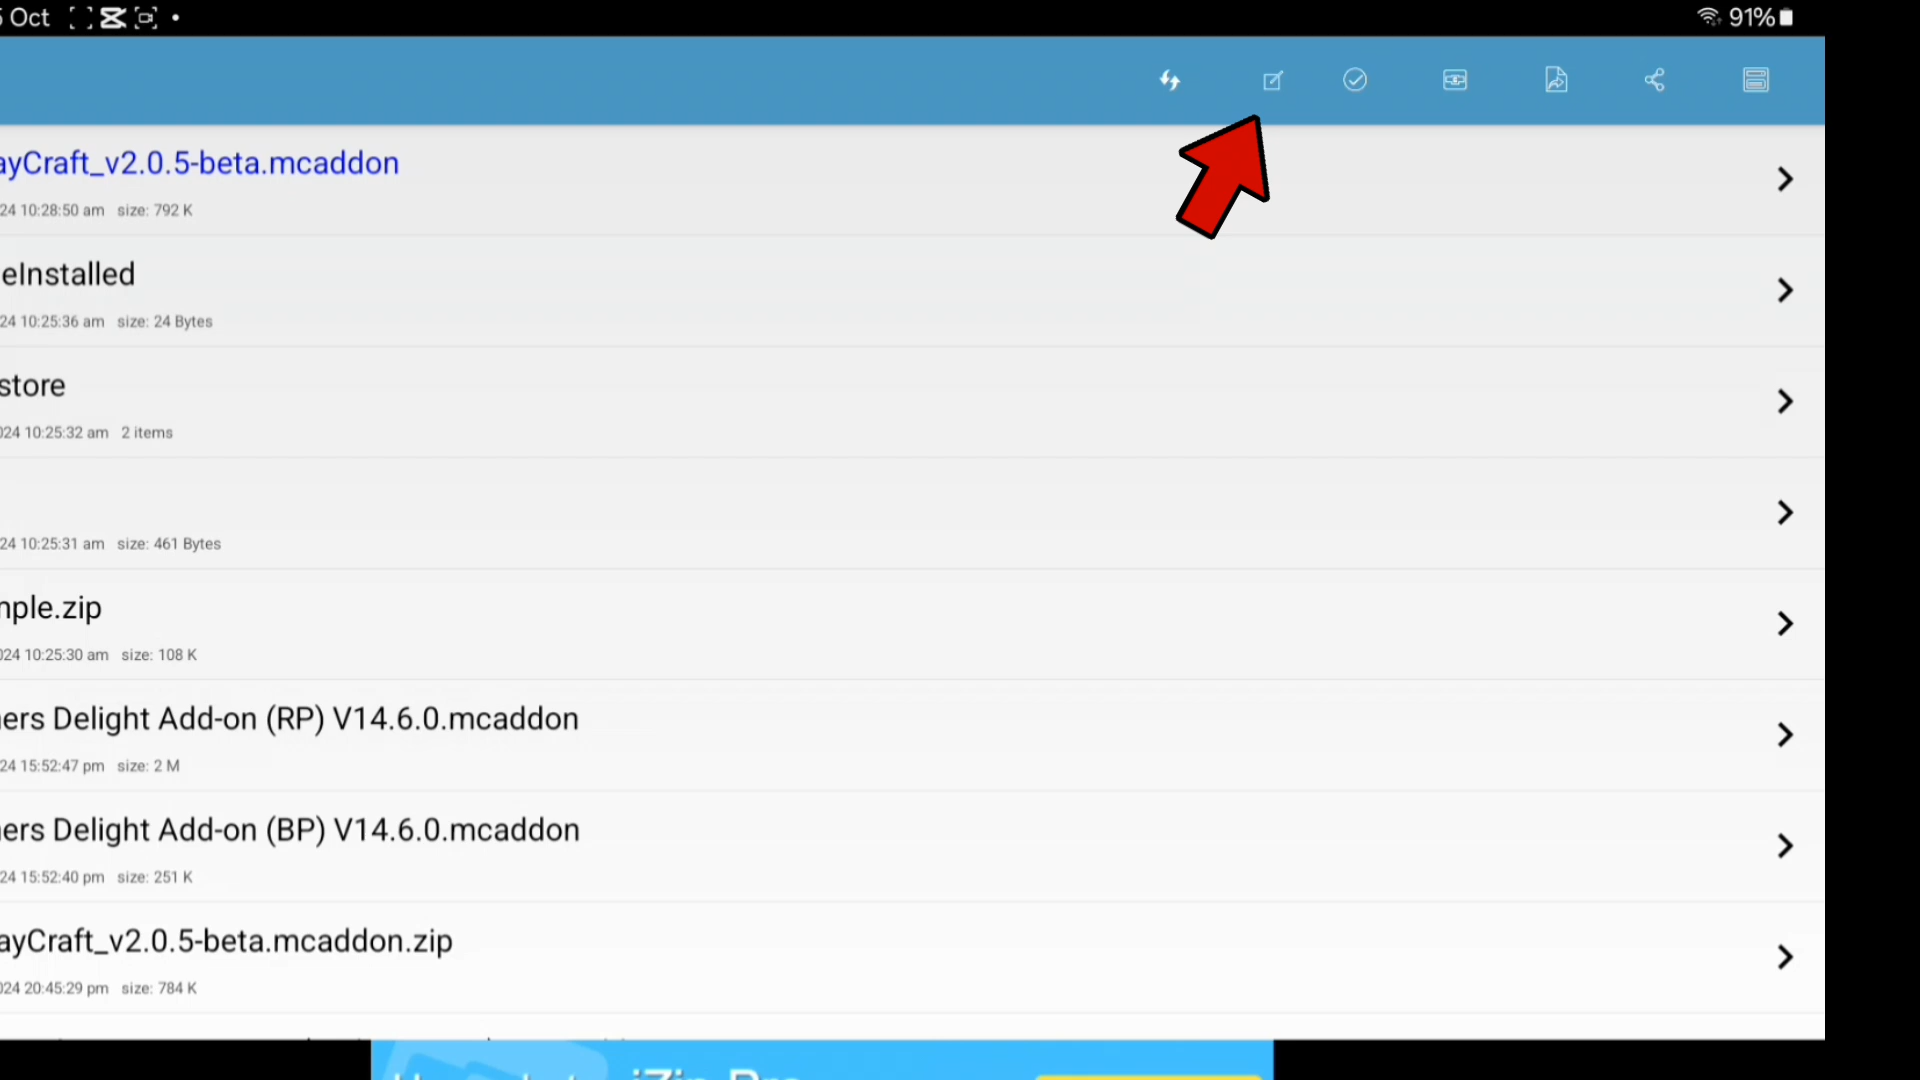 5 Oct
91%
ayCraft_v2.0.5-beta.mcaddon
24 10:28:50 am size: 792 K
eInstalled
24 10:25:36 am size: 24 Bytes
store
024 10:25:32 am 2 items
24 10:25:31 am size: 461 Bytes
mple.zip
024 10:25:30 am size: 108 K
ers Delight Add-on (RP) V14.6.0.mcaddon
24 15:52:47 pm size: 2 M
ers Delight Add-on (BP) V14.6.0.mcaddon
24 15:52:40 pm size: 251 K
ayCraft_v2.0.5-beta.mcaddon.zip
024 20:45:29 pm size: 784 K
iZip Pro